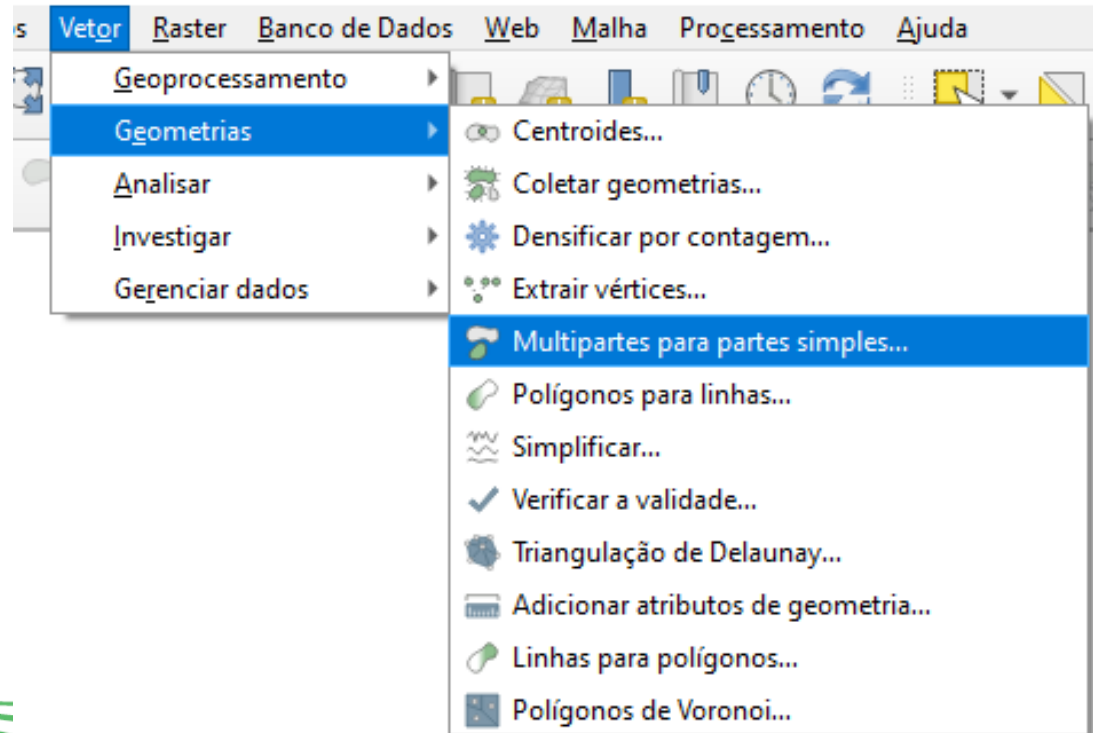 s Vetor Raster Banco de Dados Web Malha Processamento Ajuda
Geoprocessamento
Geometrias
Analisar
Investigar
Gerenciar dados
Centroides...
Coletar geometrias...
Densificar por contagem...
Extrair vértices...
Multipartes para partes simples...
Polígonos para linhas...
Simplificar...
Verificar a validade...
Triangulação de Delaunay...
Adicionar atributos de geometria...
Linhas para polígonos...
Polígonos de Voronoi...